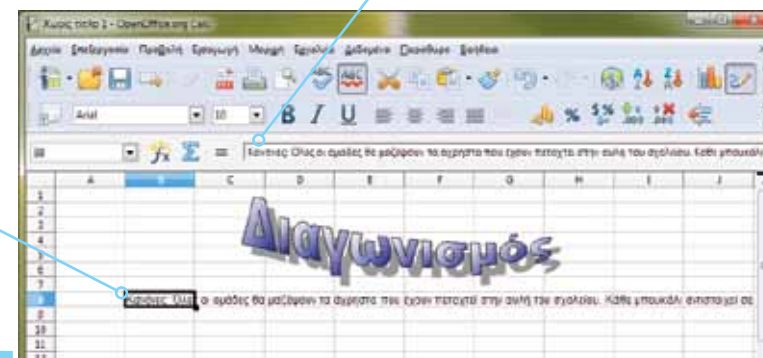 Χωρίς τίτλο 1 - OpenOffice.org Calc
Αρχείο Επεξεργασία Προβολή Εισαγωγή Μορφή Εργαλεία Δεδομένα Παράθυρο Βοήθεια
Arial 10 B I U
Κανόνες: Όλες οι ομάδες θα μαζέψουν τα άχρηστα που έχουν πεταχτεί στην αυλή του σχολείου. Κάθε μπουκάλι
A B C D E F G H I J
1
2
3
4
Διαγωνισμός
5
6
7
8 Κανόνες: Όλες οι ομάδες θα μαζέψουν τα άχρηστα που έχουν πεταχτεί στην αυλή του σχολείου. Κάθε μπουκάλι αντιστοιχεί σε
9
10
11